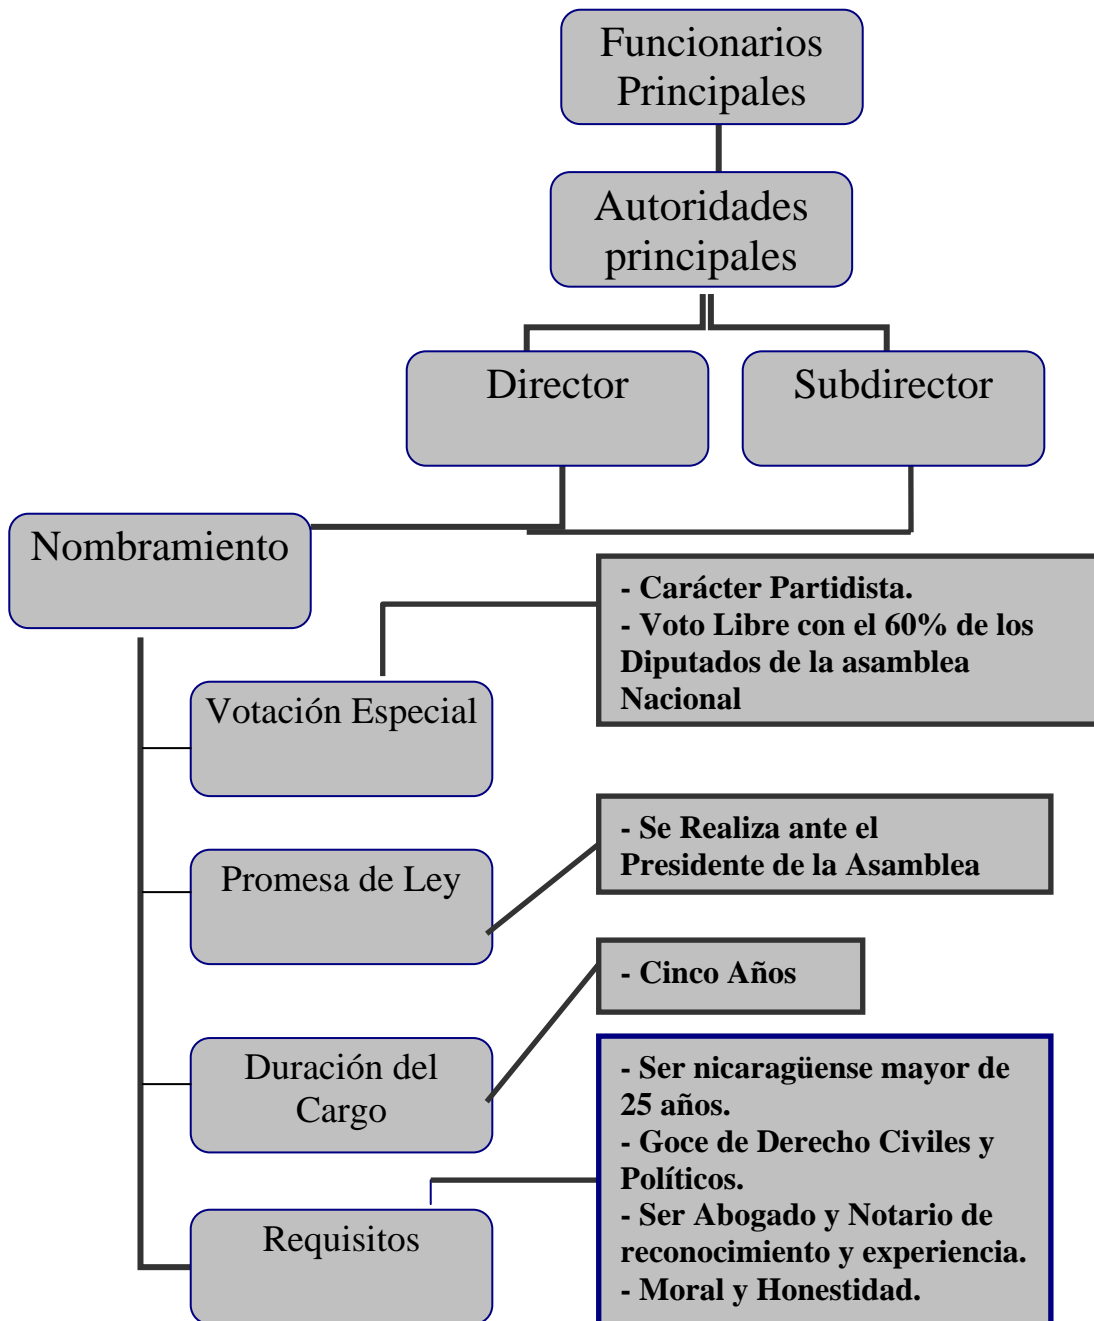 Funcionarios
Principales
Autoridades
principales
Director
Subdirector
Nombramiento
- Carácter Partidista.
- Voto Libre con el 60% de los
Diputados de la asamblea
Nacional
Votación Especial
- Se Realiza ante el
Presidente de la Asamblea
Promesa de Ley
- Cinco Años
Duración del
Cargo
- Ser nicaragüense mayor de
25 años.
- Goce de Derecho Civiles y
Políticos.
- Ser Abogado y Notario de
reconocimiento y experiencia.
- Moral y Honestidad.
Requisitos